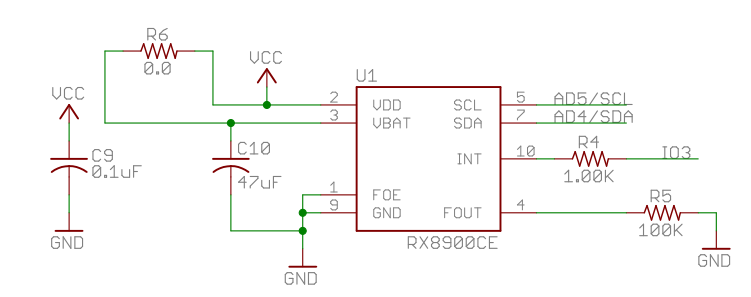 R6
0.0
VCC
U1
VCC
2
VDD
SCL
5
AD5/SCL
3
VBAT
SDA
7
AD4/SDA
C9
0.1uF
C10
47uF
INT
10
R4
1.00K
IO3
1
FOE
9
GND
FOUT
4
R5
100K
RX8900CE
GND
GND
GND